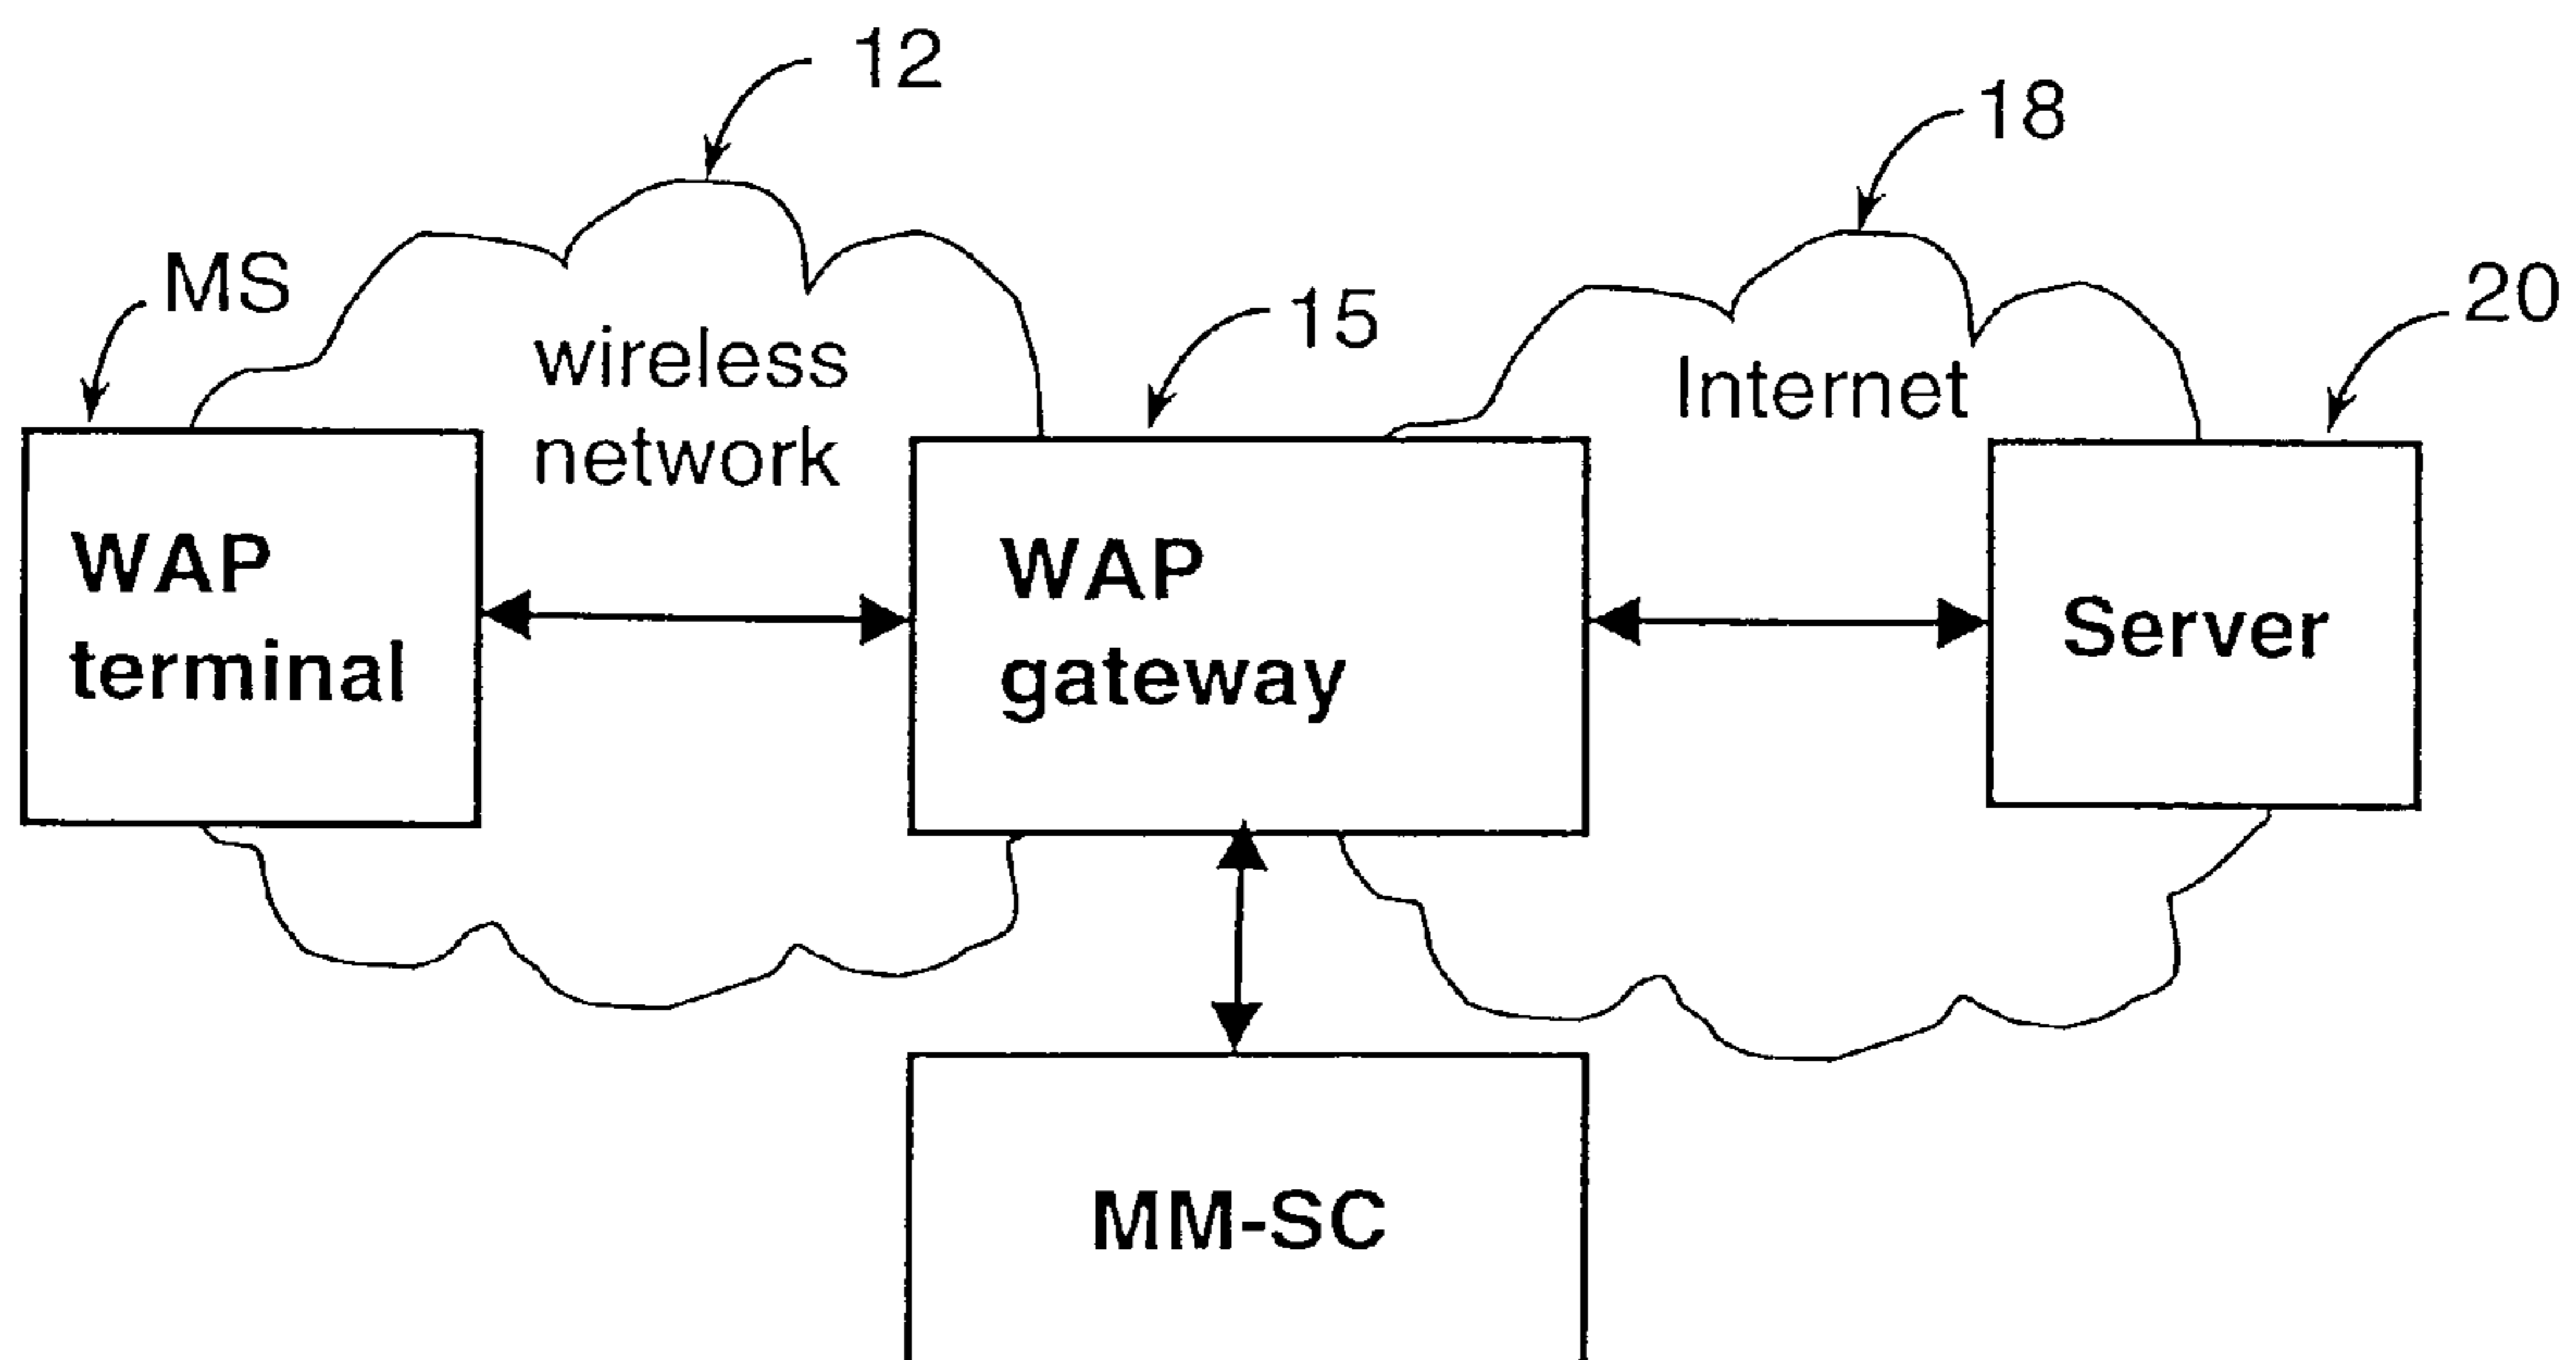 12
18
MS
20
15
wireless
network
Internet
WAP
terminal
WAP
gateway
Server
MM-SC